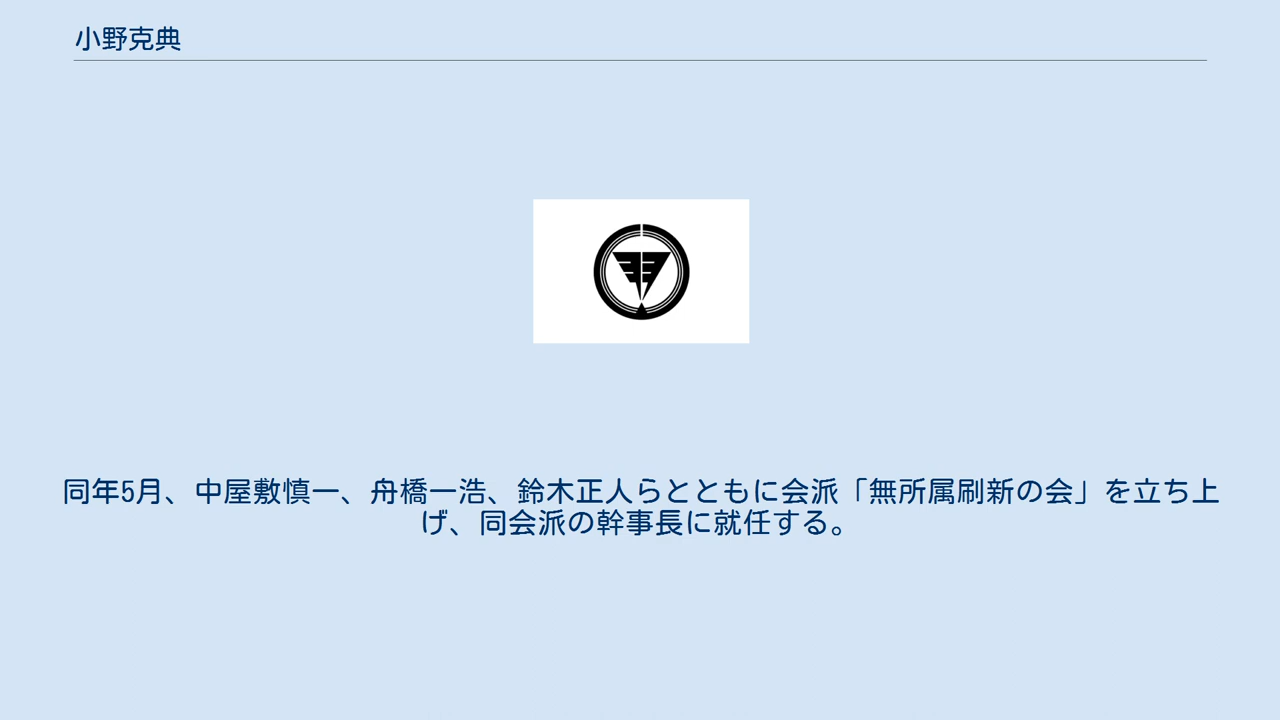 小野克典
同年5月、中屋敷慎一、舟橋一浩、鈴木正人らとともに会派「無所属刷新の会」を立ち上
げ、同会派の幹事長に就任する。